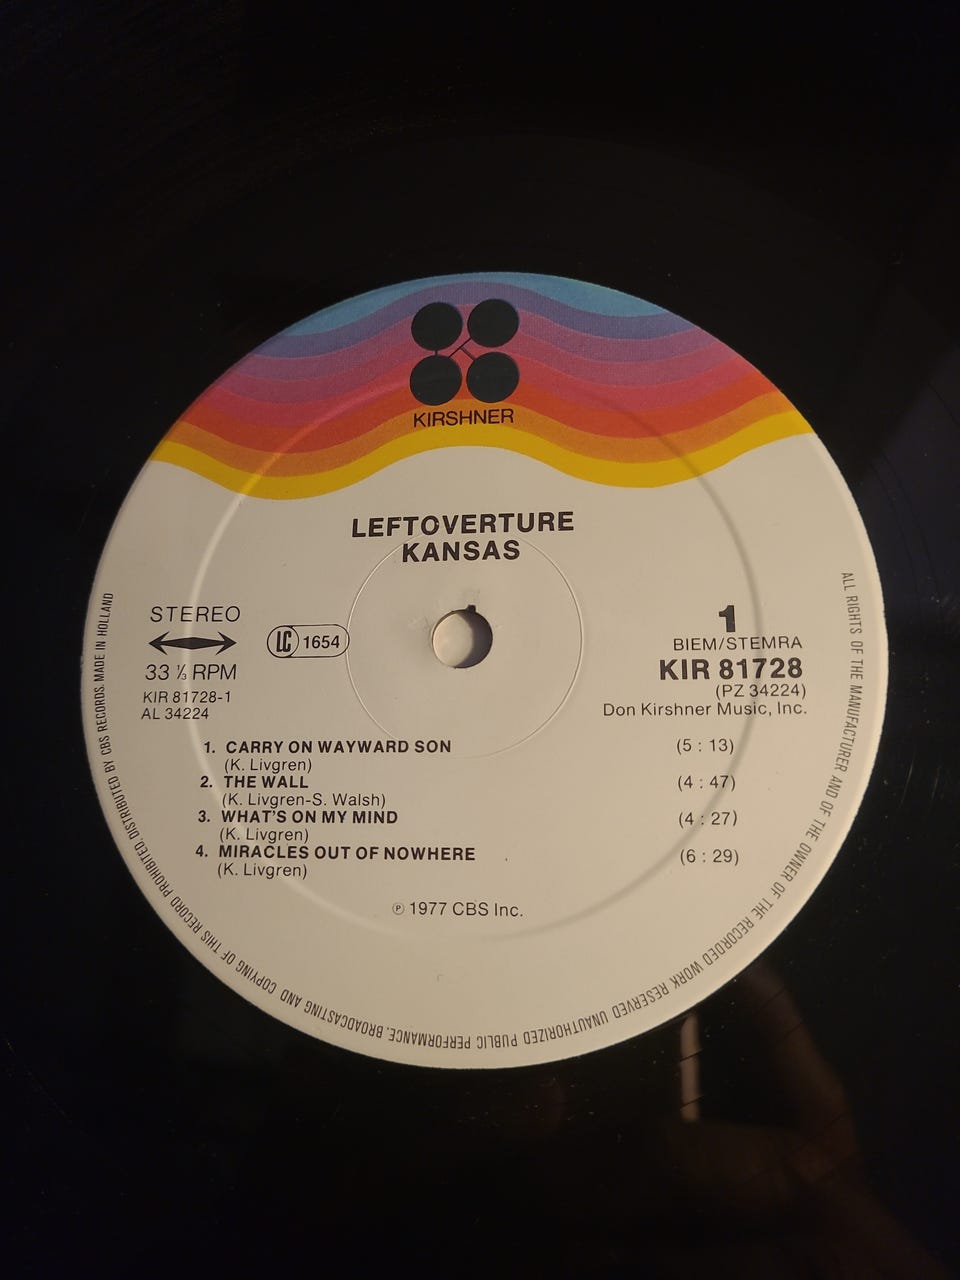 KIRSHNER
LEFTOVERTURE
KANSAS
STEREO
33 ⅓ RPM
KIR 81728-1
AL 34224
LC 1654
1
BIEM/STEMRA
KIR 81728
(PZ 34224)
Don Kirshner Music, Inc.
1. CARRY ON WAYWARD SON (5 : 13)
(K. Livgren)
2. THE WALL (4 : 47)
(K. Livgren-S. Walsh)
3. WHAT'S ON MY MIND (4 : 27)
(K. Livgren)
4. MIRACLES OUT OF NOWHERE (6 : 29)
(K. Livgren)
℗ 1977 CBS Inc.
ALL RIGHTS OF THE MANUFACTURER AND OF THE OWNER OF THE RECORDED WORK RESERVED UNAUTHORIZED PUBLIC PERFORMANCE. BROADCASTING AND COPYING OF THIS RECORD PROHIBITED. DISTRIBUTED BY CBS RECORDS. MADE IN HOLLAND